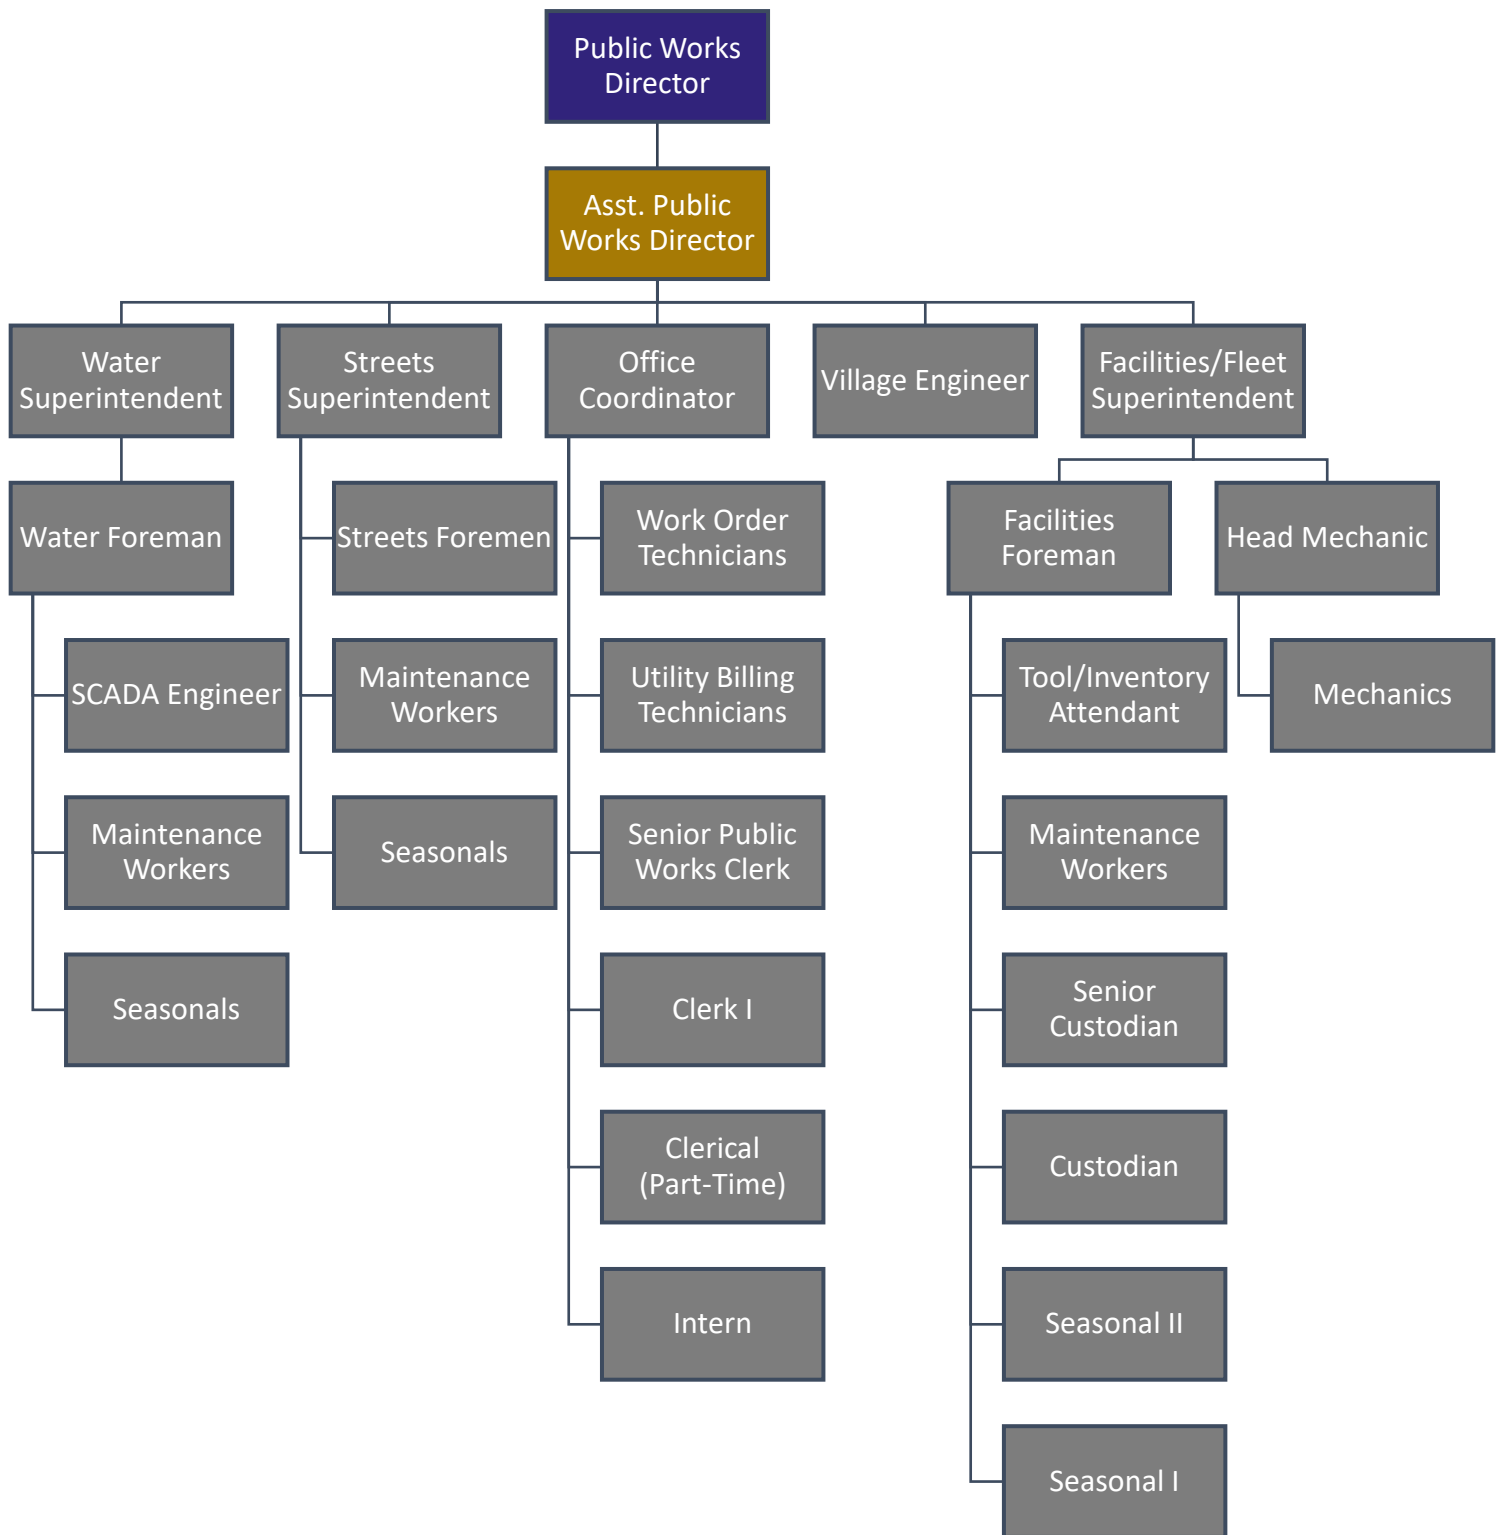 Public Works
Director
Asst. Public
Works Director
Water
Superintendent
Streets
Superintendent
Office
Coordinator
Village Engineer
Facilities/Fleet
Superintendent
Water Foreman
Streets Foremen
Work Order
Technicians
Facilities
Foreman
Head Mechanic
SCADA Engineer
Maintenance
Workers
Utility Billing
Technicians
Tool/Inventory
Attendant
Mechanics
Maintenance
Workers
Seasonals
Senior Public
Works Clerk
Maintenance
Workers
Seasonals
Clerk I
Senior
Custodian
Clerical
(Part-Time)
Custodian
Intern
Seasonal II
Seasonal I